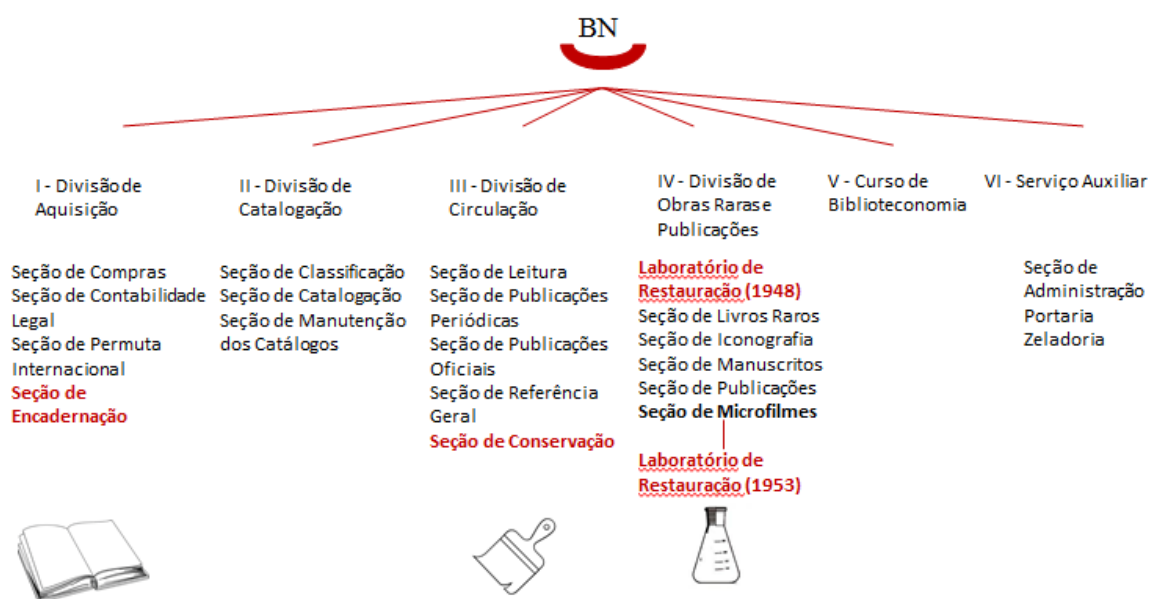 BN
I - Divisão de
Aquisição
Seção de Compras
Seção de Contabilidade
Legal
Seção de Permuta
Internacional
Seção de
Encadernação
II - Divisão de
Catalogação
Seção de Classificação
Seção de Catalogação
Seção de Manutenção
dos Catálogos
III - Divisão de
Circulação
Seção de Leitura
Seção de Publicações
Periódicas
Seção de Publicações
Oficiais
Seção de Referência
Geral
Seção de Conservação
IV - Divisão de
Obras Raras e
Publicações
Laboratório de
Restauração (1948)
Seção de Livros Raros
Seção de Iconografia
Seção de Manuscritos
Seção de Publicações
Seção de Microfilmes
Laboratório de
Restauração (1953)
V - Curso de
Biblioteconomia
VI - Serviço Auxiliar
Seção de
Administração
Portaria
Zeladoria